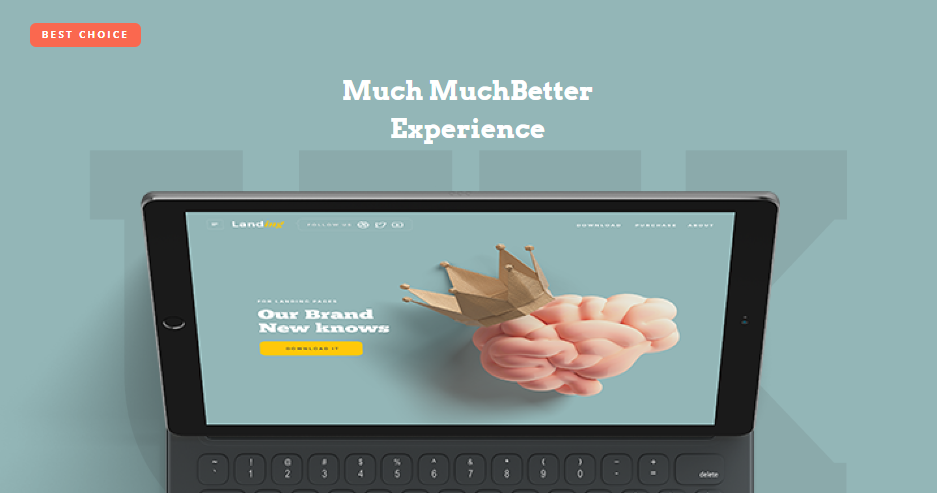 BEST CHOICE
Much MuchBetter
Experience
Landing FOLLOW US DOWNLOAD PURCHASE ABOUT
FOR LANDING PAGES
Our Brand
New knows
DOWNLOAD IT
~ ! @ # $ % ^ & * ( ) – +
` 1 2 3 4 5 6 7 8 9 0 - = delete